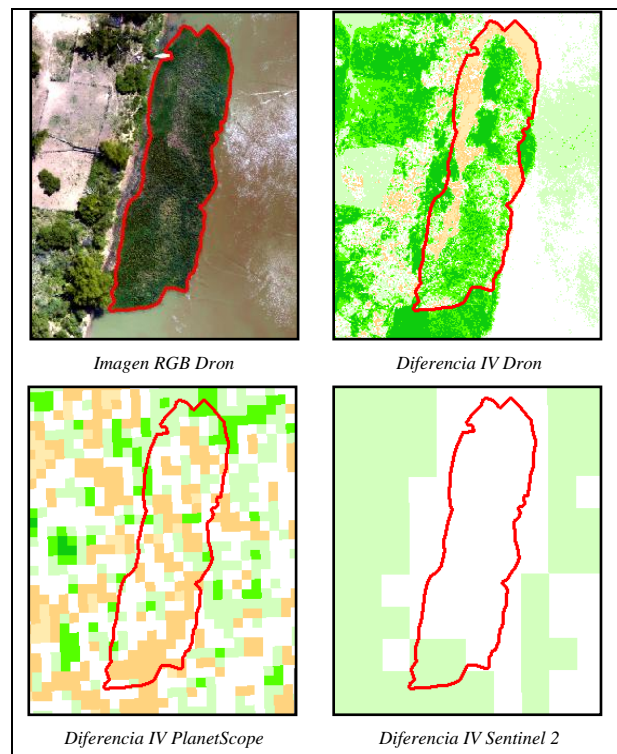 Imagen RGB Dron
Diferencia IV Dron
Diferencia IV PlanetScope
Diferencia IV Sentinel 2